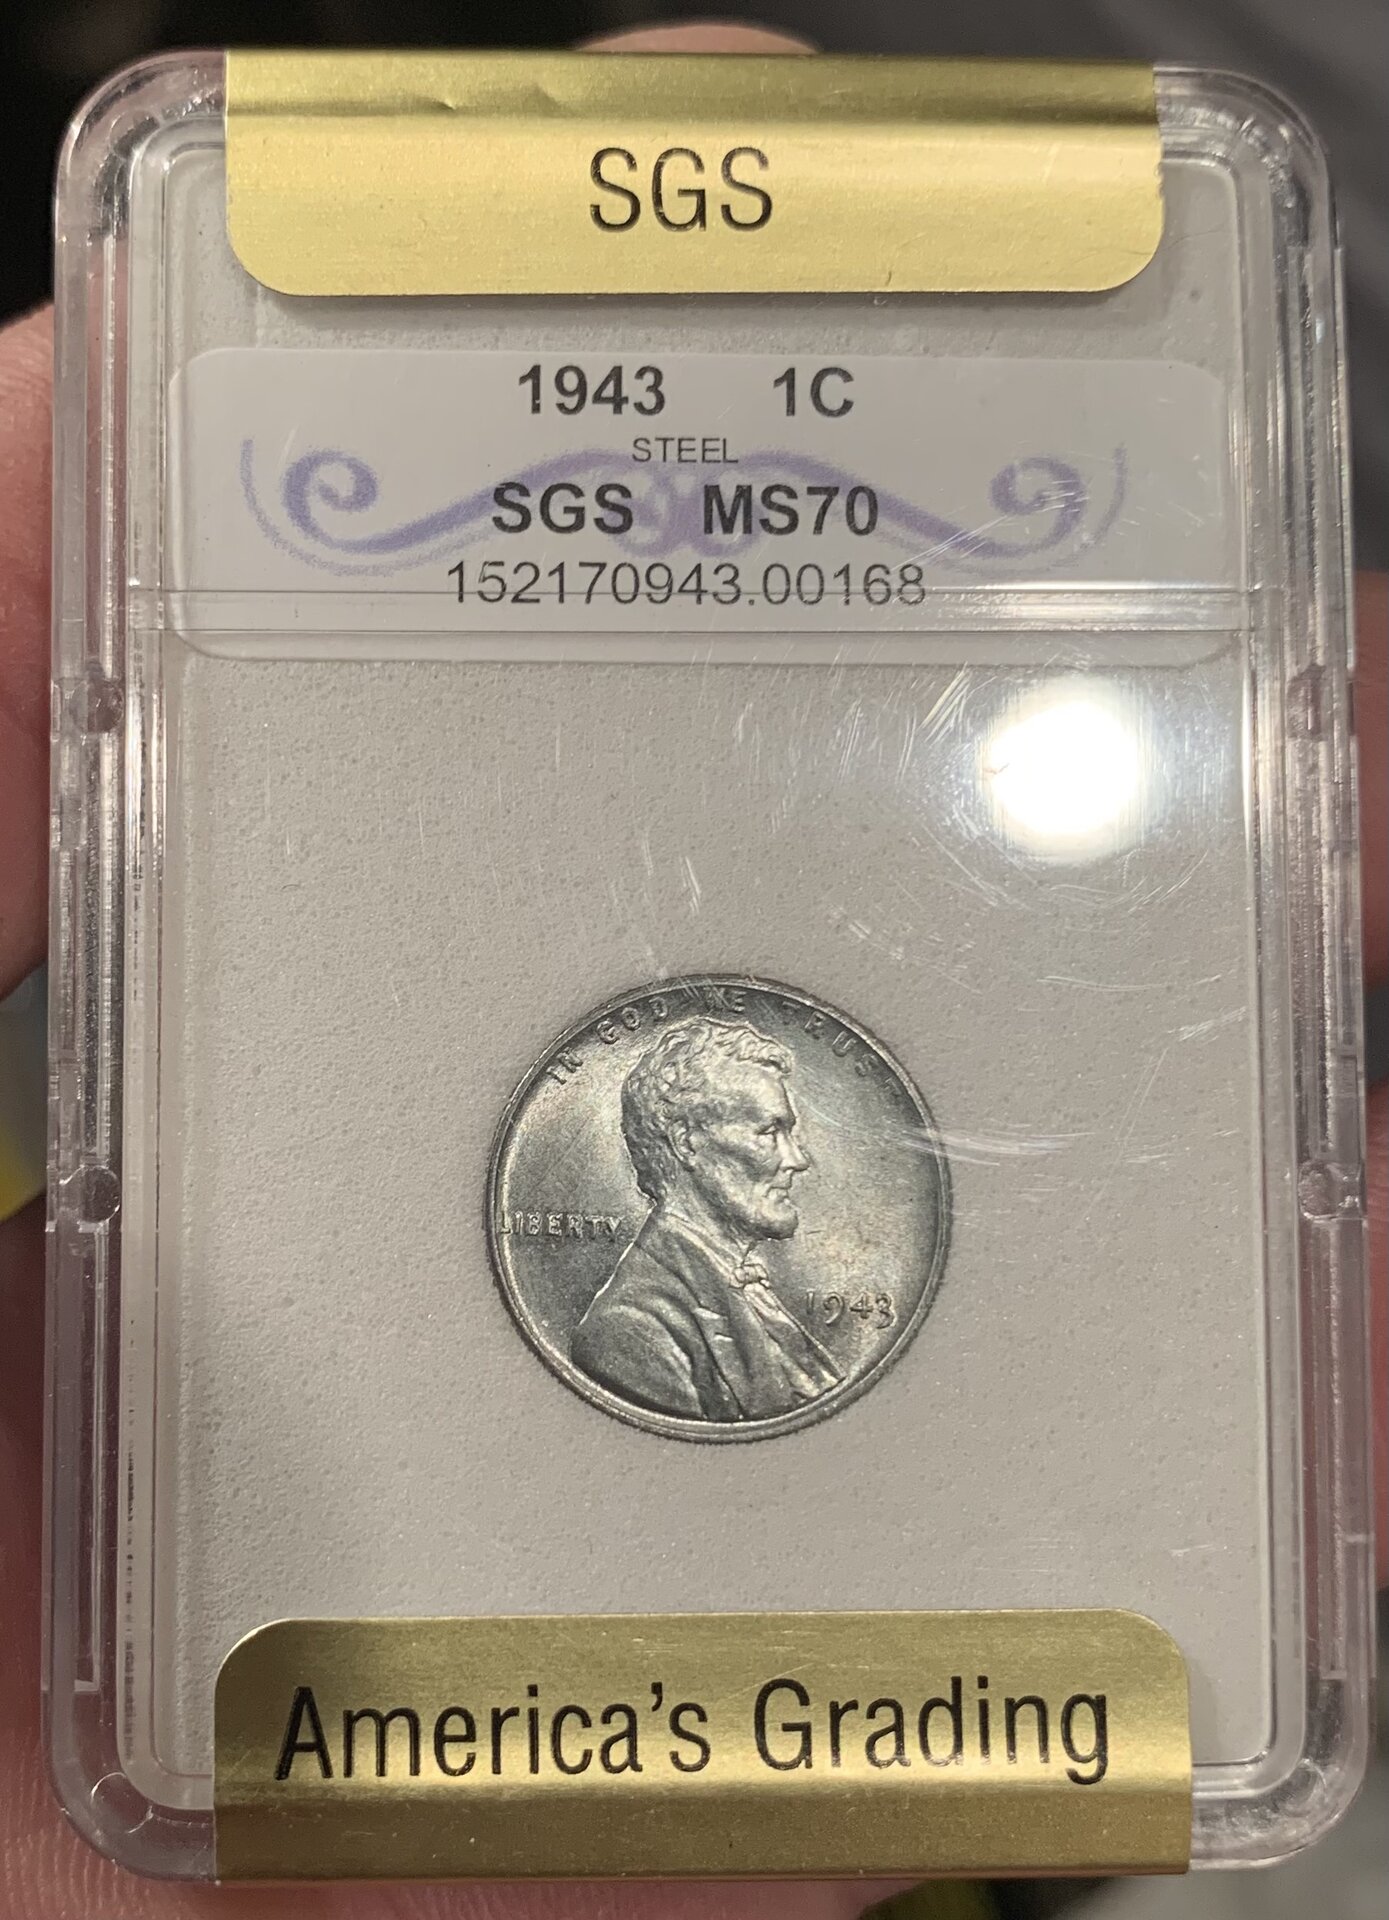 SGS
1943 1C
STEEL
SGS MS70
152170943.00168
IN GOD WE TRUST
LIBERTY
1943
America's Grading